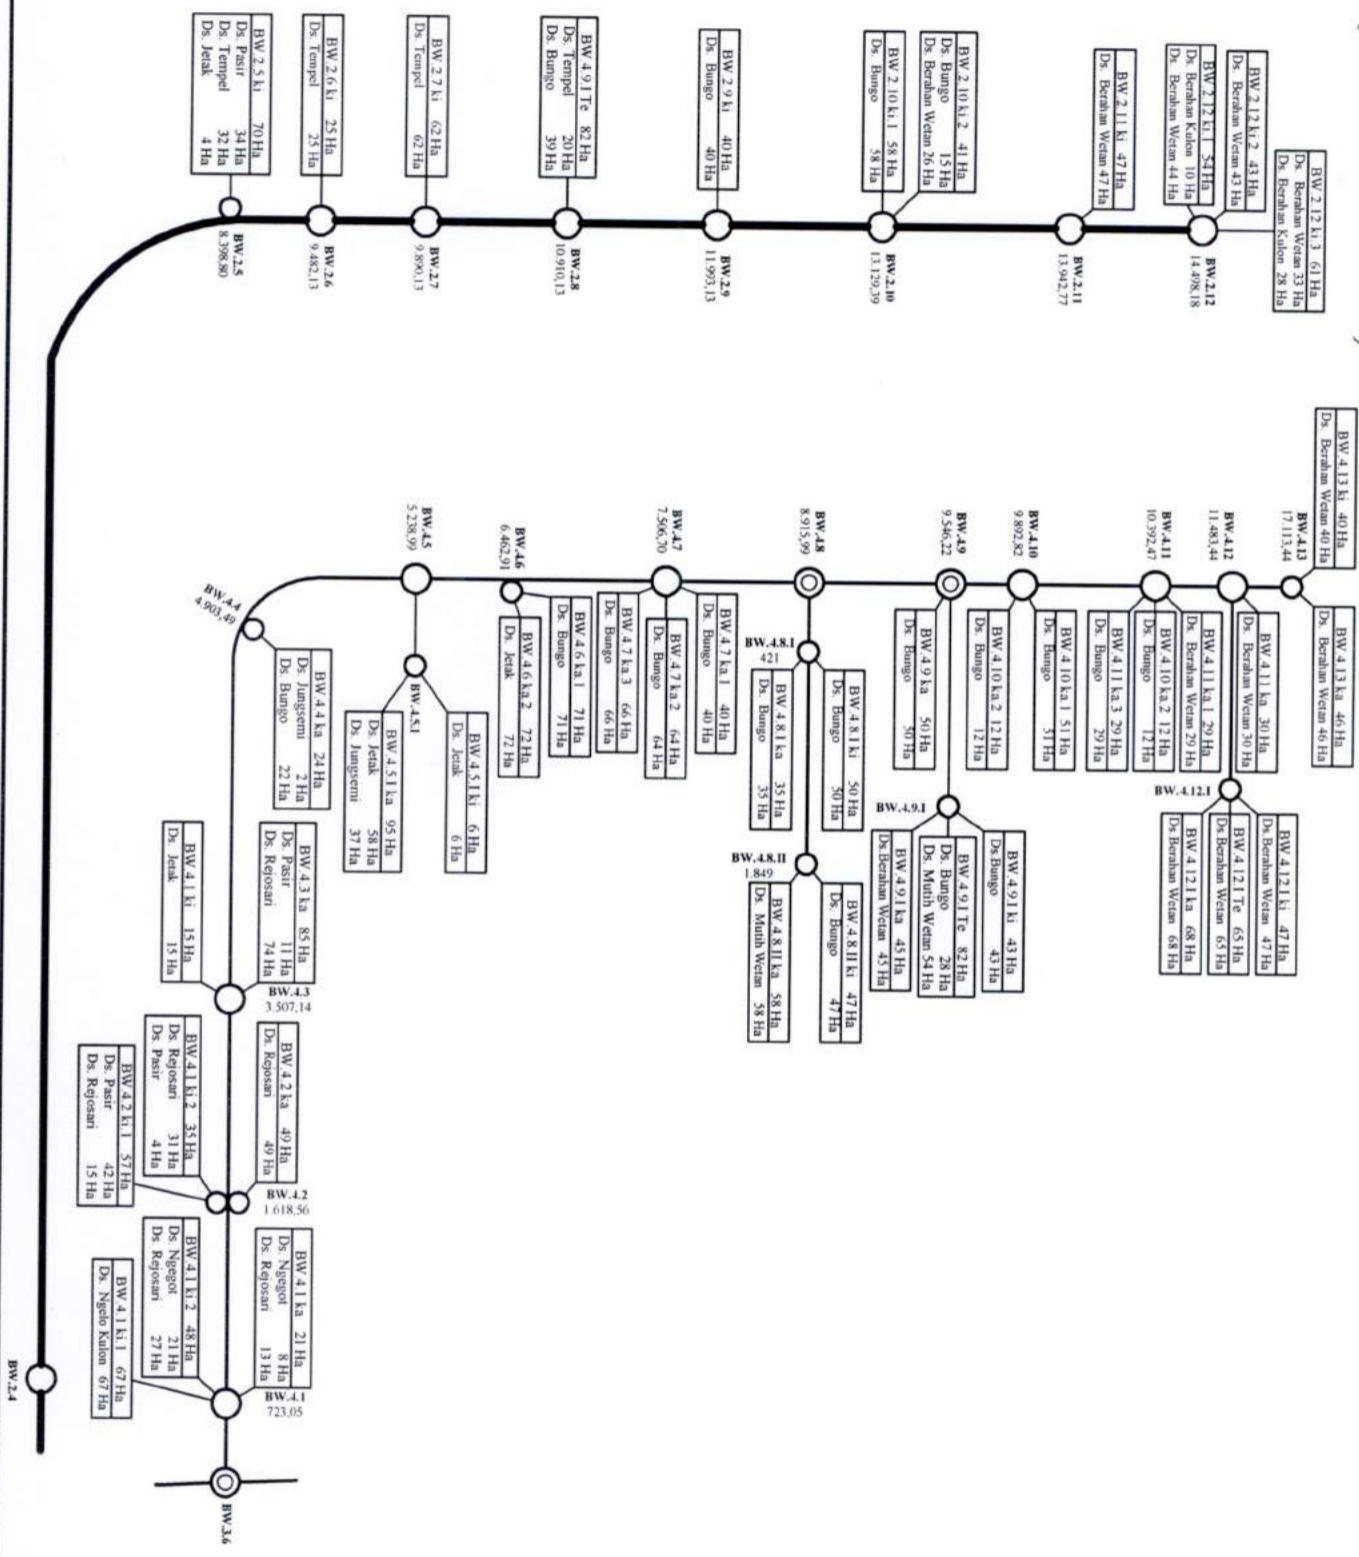 BW 2.5 ki 70 Ha
Ds. Pasir 34 Ha
Ds. Tempel 32 Ha
Ds. Jetak 4 Ha
BW.2.5
8.398,80
BW 2.6 ki 25 Ha
Ds. Tempel 25 Ha
BW.2.6
9.482,13
BW 2.7 ki 62 Ha
Ds. Tempel 62 Ha
BW.2.7
9.890,13
BW 4.9.1 Te 82 Ha
Ds. Tempel 20 Ha
Ds. Bungo 39 Ha
BW.2.8
10.910,13
BW 2.9 ki 40 Ha
Ds. Bungo 40 Ha
BW.2.9
11.993,13
BW 2.10 ki.1 58 Ha
Ds. Bungo 58 Ha
BW 2.10 ki.2 41 Ha
Ds. Bungo 15 Ha
Ds. Berahan Wetan 26 Ha
BW.2.10
13.129,39
BW 2.11 ki 47 Ha
Ds. Berahan Wetan 47 Ha
BW.2.11
13.942,77
BW 2.12 ki.1 54 Ha
Ds. Berahan Kulon 10 Ha
Ds. Berahan Wetan 44 Ha
BW 2.12 ki.2 43 Ha
Ds. Berahan Wetan 43 Ha
BW 2.12 ki.3 61 Ha
Ds. Berahan Wetan 33 Ha
Ds. Berahan Kulon 28 Ha
BW.2.12
14.498,18
BW 4.13 ki 40 Ha
Ds. Berahan Wetan 40 Ha
BW.4.13
17.113,44
BW 4.13 ka 46 Ha
Ds. Berahan Wetan 46 Ha
BW.4.12
11.483,44
BW 4.11 ka 30 Ha
Ds. Berahan Wetan 30 Ha
BW.4.12.I
BW 4.12.I ki 47 Ha
Ds.Berahan Wetan 47 Ha
BW 4.12.I Te 65 Ha
Ds.Berahan Wetan 65 Ha
BW 4.12.I ka 68 Ha
Ds.Berahan Wetan 68 Ha
BW.4.11
10.392,47
BW 4.11 ka.1 29 Ha
Ds. Berahan Wetan 29 Ha
BW 4.10 ka.2 12 Ha
Ds. Bungo 12 Ha
BW 4.11 ka.3 29 Ha
Ds. Bungo 29 Ha
BW.4.10
9.892,82
BW 4.10 ka.1 51 Ha
Ds. Bungo 51 Ha
BW 4.10 ka.2 12 Ha
Ds. Bungo 12 Ha
BW.4.9
9.546,22
BW 4.9 ka 50 Ha
Ds. Bungo 50 Ha
BW.4.9.I
BW 4.9.I ki 43 Ha
Ds.Bungo 43 Ha
BW 4.9.I Te 82 Ha
Ds. Bungo 28 Ha
Ds. Mutih Wetan 54 Ha
BW 4.9.I ka 45 Ha
Ds.Berahan Wetan 45 Ha
BW.4.8
8.915,99
BW.4.8.I
421
BW 4.8.I ki 50 Ha
Ds. Bungo 50 Ha
BW 4.8.I ka 35 Ha
Ds. Bungo 35 Ha
BW.4.8.II
1.849
BW 4.8.II ki 47 Ha
Ds. Bungo 47 Ha
BW 4.8.II ka 58 Ha
Ds. Mutih Wetan 58 Ha
BW.4.7
7.506,70
BW 4.7 ka.1 40 Ha
Ds. Bungo 40 Ha
BW 4.7 ka.2 64 Ha
Ds. Bungo 64 Ha
BW 4.7 ka.3 66 Ha
Ds. Bungo 66 Ha
BW.4.6
6.462,91
BW 4.6 ka.1 71 Ha
Ds. Bungo 71 Ha
BW 4.6 ka.2 72 Ha
Ds. Jetak 72 Ha
BW.4.5
5.238,99
BW.4.5.I
BW 4.5.I ki 6 Ha
Ds. Jetak 6 Ha
BW 4.5.I ka 95 Ha
Ds. Jetak 58 Ha
Ds. Jungsemi 37 Ha
BW.4.4
4.903,49
BW 4.4 ka 24 Ha
Ds. Jungsemi 2 Ha
Ds. Bungo 22 Ha
BW 4.3 ka 85 Ha
Ds. Pasir 11 Ha
Ds. Rejosari 74 Ha
BW 4.1 ki 15 Ha
Ds. Jetak 15 Ha
BW.4.3
3.507,14
BW 4.2 ka 49 Ha
Ds. Rejosari 49 Ha
BW 4.1 ki.2 35 Ha
Ds. Rejosari 31 Ha
Ds. Pasir 4 Ha
BW 4.2 ki.1 57 Ha
Ds. Pasir 42 Ha
Ds. Rejosari 15 Ha
BW.4.2
1.618,56
BW 4.1 ka 21 Ha
Ds. Ngegot 8 Ha
Ds. Rejosari 13 Ha
BW 4.1 ki.2 48 Ha
Ds. Ngegot 21 Ha
Ds. Rejosari 27 Ha
BW 4.1 ki.1 67 Ha
Ds. Ngelo Kulon 67 Ha
BW.4.1
723,05
BW.3.6
BW.2.4